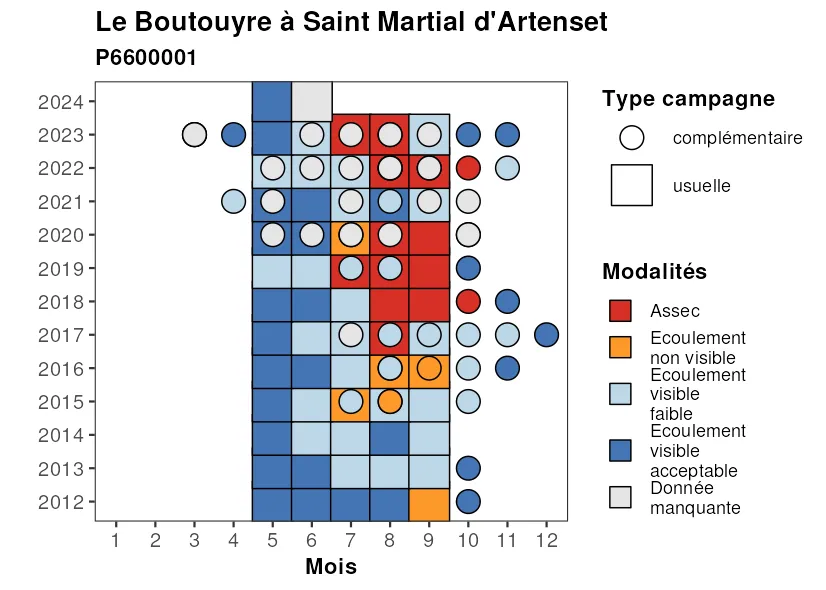 Le Boutouyre à Saint Martial d'Artenset
P6600001
2024
2023
2022
2021
2020
2019
2018
2017
2016
2015
2014
2013
2012
1 2 3 4 5 6 7 8 9 10 11 12
Mois
Type campagne
complémentaire
usuelle
Modalités
Assec
Ecoulement
non visible
Ecoulement
visible
faible
Ecoulement
visible
acceptable
Donnée
manquante